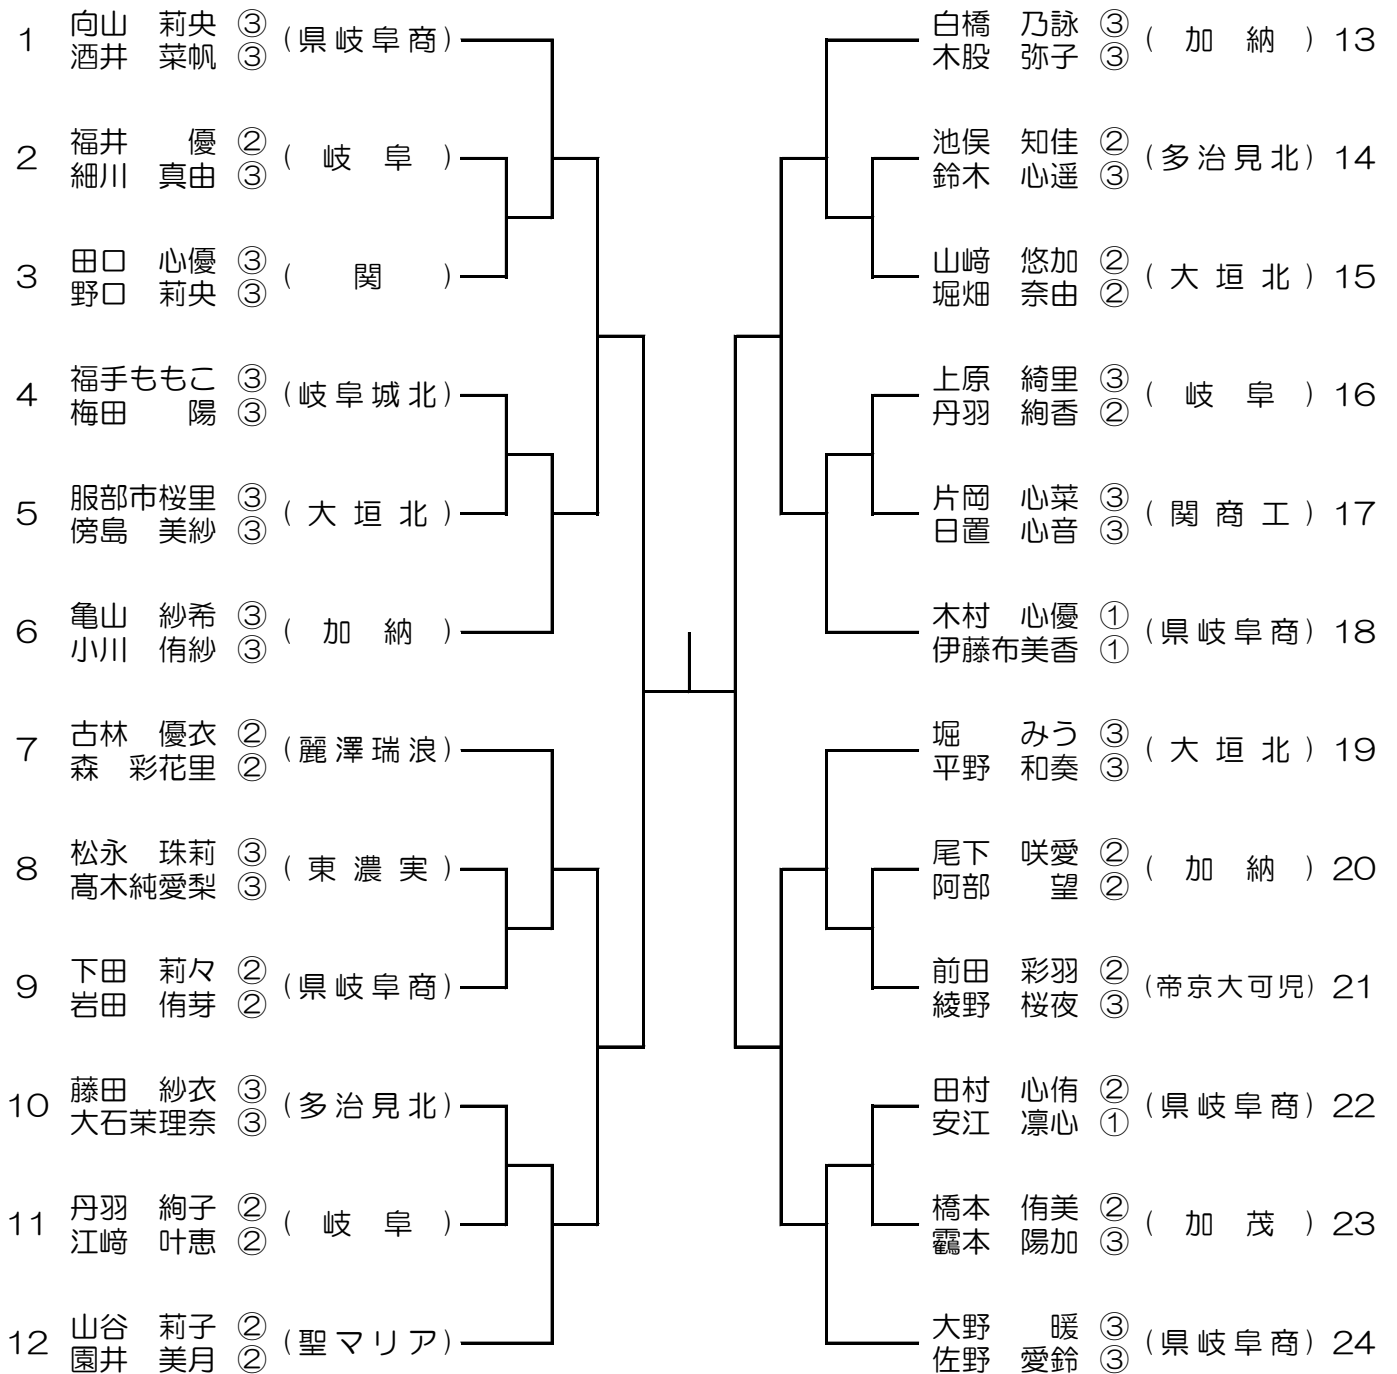 1 向山 莉央 ③ (県岐阜商)
酒井 菜帆 ③
2 福井 優 ② (岐阜)
細川 真由 ③
3 田口 心優 ③ (関)
野口 莉央 ③
4 福手ももこ ③ (岐阜城北)
梅田 陽 ③
5 服部市桜里 ③ (大垣北)
傍島 美紗 ③
6 亀山 紗希 ③ (加納)
小川 侑紗 ③
7 古林 優衣 ② (麗澤瑞浪)
森 彩花里 ②
8 松永 珠莉 ③ (東濃実)
髙木純愛梨 ③
9 下田 莉々 ② (県岐阜商)
岩田 侑芽 ②
10 藤田 紗衣 ③ (多治見北)
大石茉理奈 ③
11 丹羽 絢子 ② (岐阜)
江﨑 叶恵 ②
12 山谷 莉子 ② (聖マリア)
園井 美月 ②
白橋 乃詠 ③ (加納) 13
木股 弥子 ③
池俣 知佳 ② (多治見北) 14
鈴木 心遥 ③
山﨑 悠加 ② (大垣北) 15
堀畑 奈由 ②
上原 綺里 ③ (岐阜) 16
丹羽 絢香 ②
片岡 心菜 ③ (関商工) 17
日置 心音 ③
木村 心優 ① (県岐阜商) 18
伊藤布美香 ①
堀 みう ③ (大垣北) 19
平野 和奏 ③
尾下 咲愛 ② (加納) 20
阿部 望 ②
前田 彩羽 ② (帝京大可児) 21
綾野 桜夜 ③
田村 心侑 ② (県岐阜商) 22
安江 凛心 ①
橋本 侑美 ② (加茂) 23
靍本 陽加 ③
大野 暖 ③ (県岐阜商) 24
佐野 愛鈴 ③